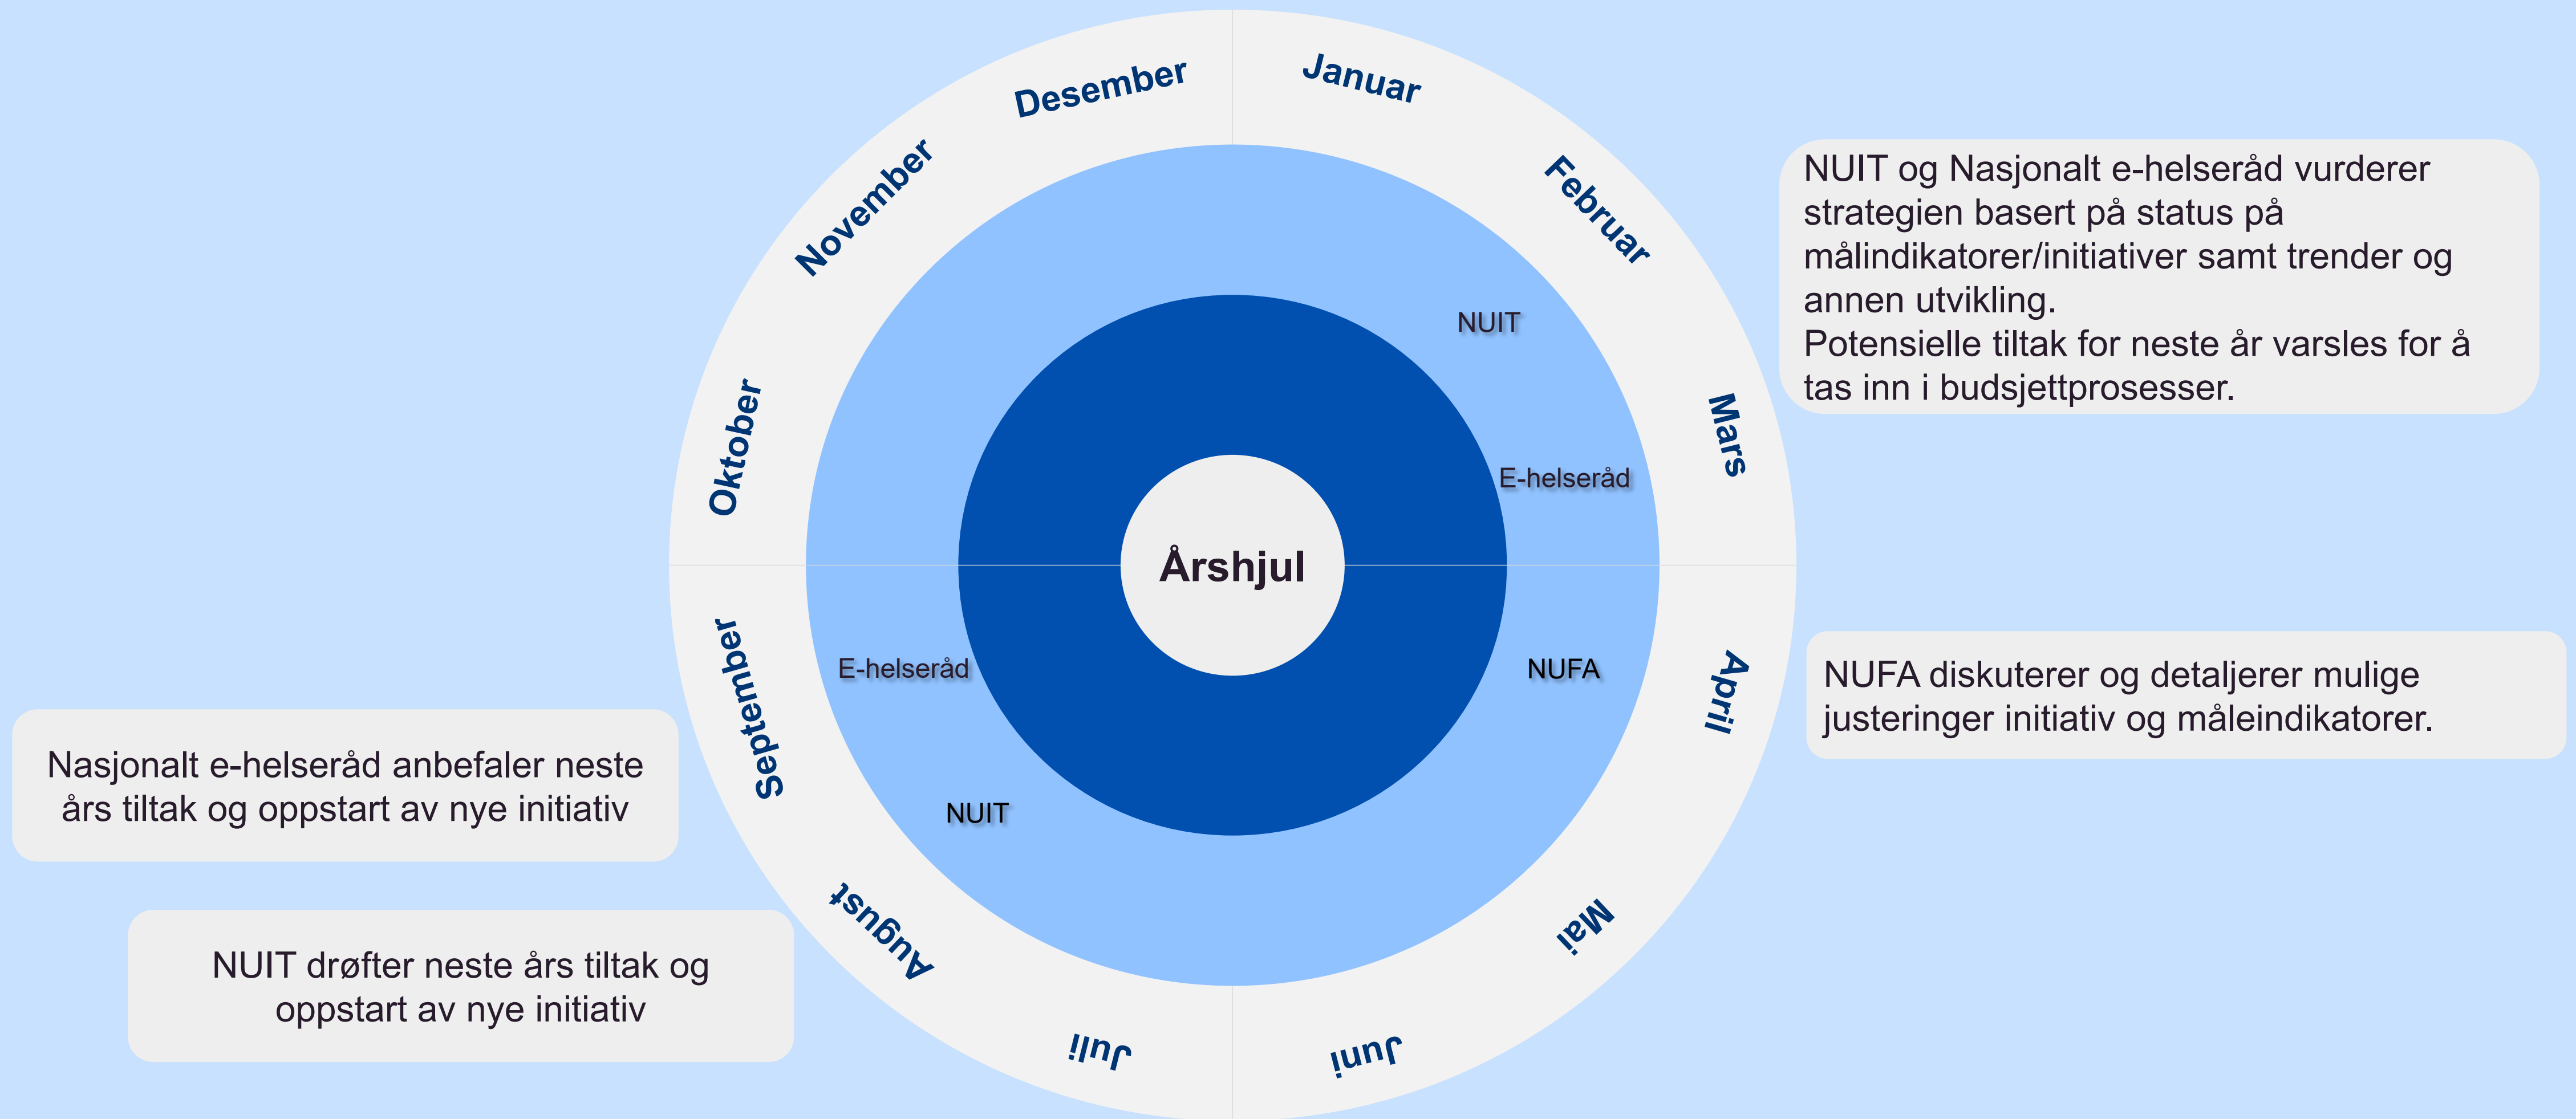 Januar
Februar
Mars
April
Mai
Juni
Juli
August
September
Oktober
November
Desember
NUIT
E-helseråd
NUFA
NUIT
E-helseråd
Årshjul
NUIT og Nasjonalt e-helseråd vurderer
strategien basert på status på
målindikatorer/initiativer samt trender og
annen utvikling.
Potensielle tiltak for neste år varsles for å
tas inn i budsjettprosesser.
NUFA diskuterer og detaljerer mulige
justeringer initiativ og måleindikatorer.
NUIT drøfter neste års tiltak og
oppstart av nye initiativ
Nasjonalt e-helseråd anbefaler neste
års tiltak og oppstart av nye initiativ